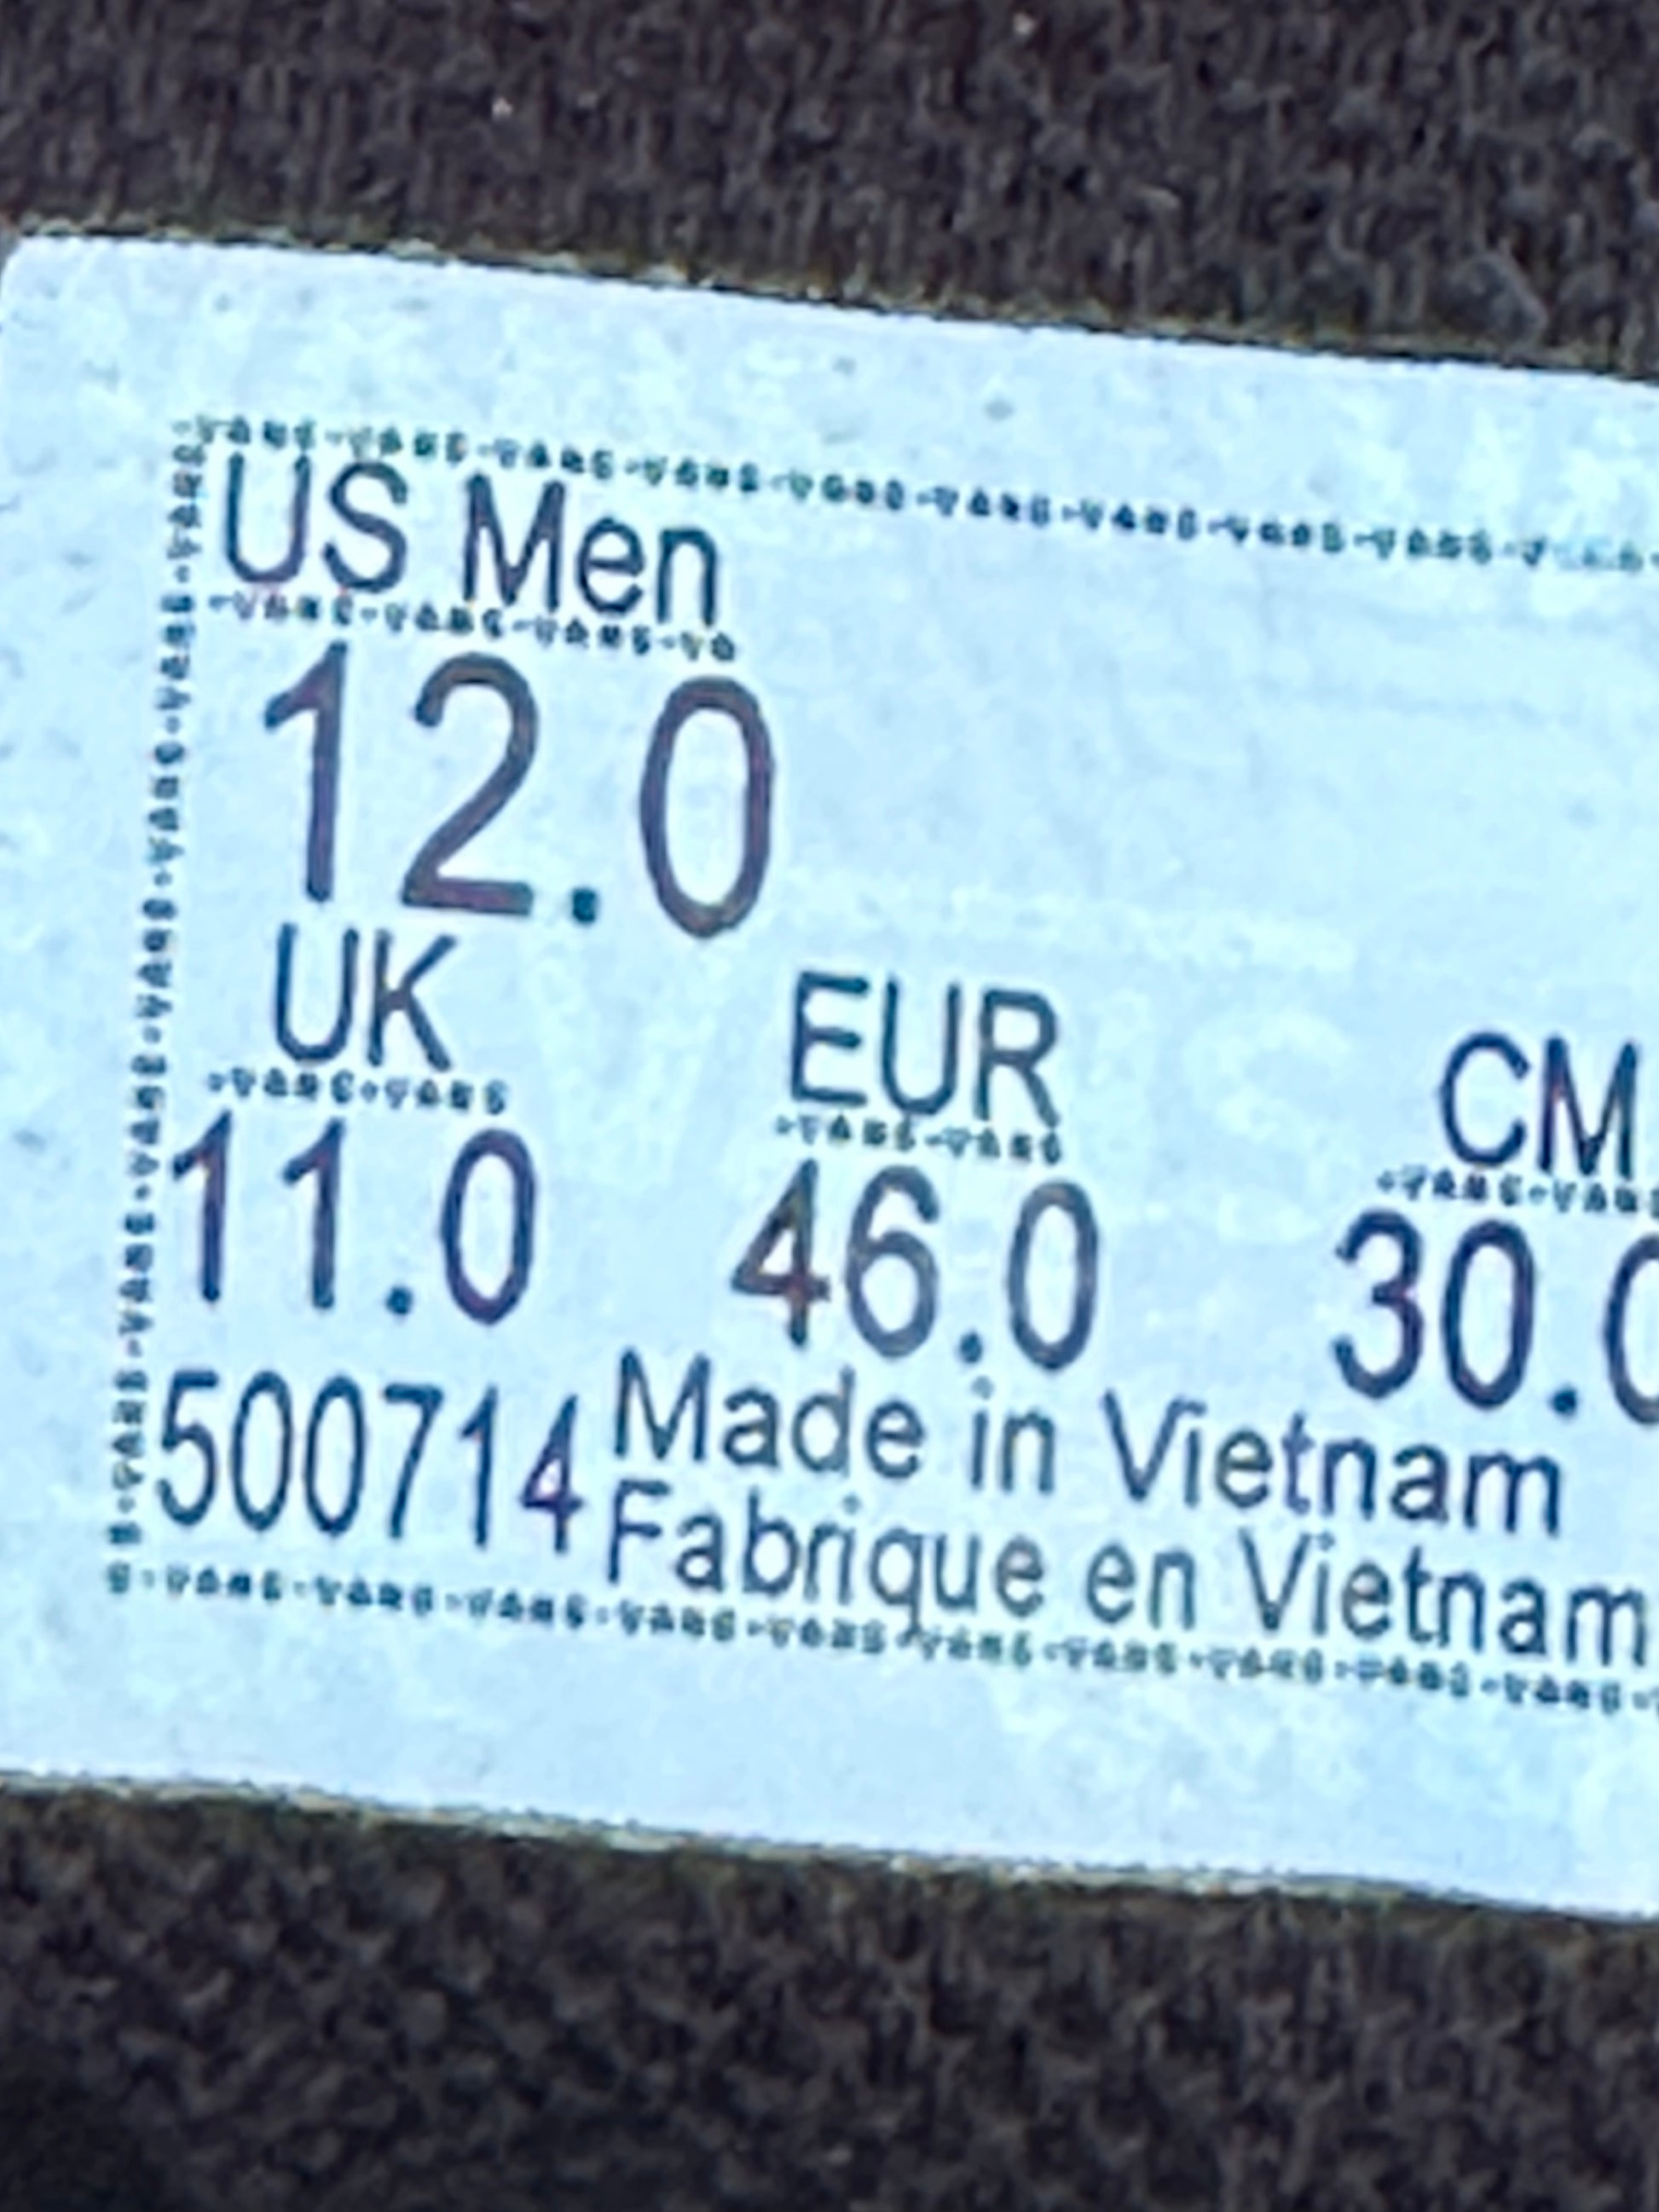 US Men
12.0
UK EUR CM
11.0 46.0 30.0
500714 Made in Vietnam
Fabrique en Vietnam